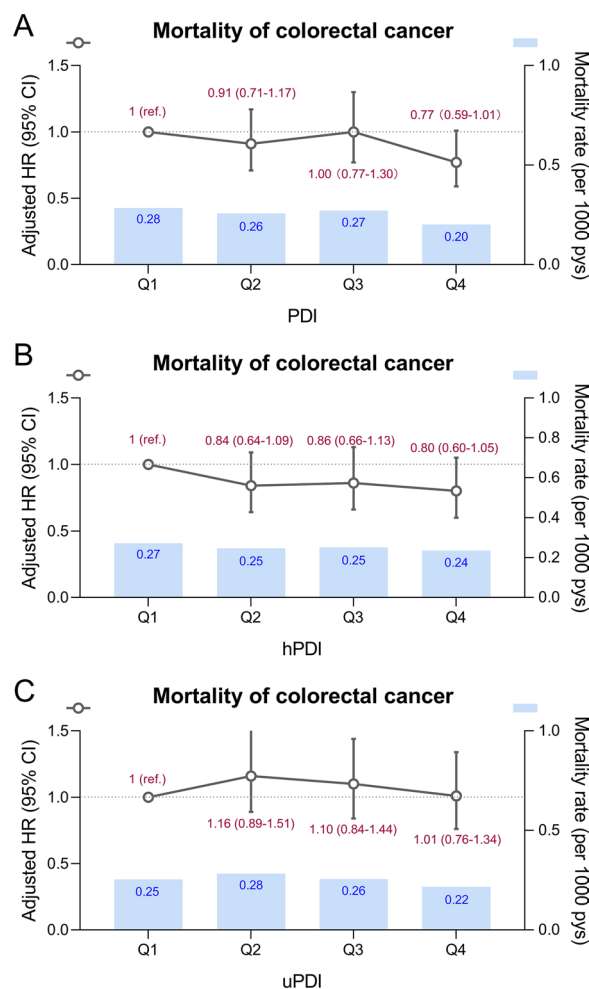 A
Mortality of colorectal cancer
Adjusted HR (95% CI)
1.5
1.0
0.5
0.0
1 (ref.)
0.91 (0.71-1.17)
1.00 (0.77-1.30)
0.77 (0.59-1.01)
0.28
0.26
0.27
0.20
Q1
Q2
Q3
Q4
PDI
1.0
0.5
0.0
Mortality rate (per 1000 pys)
B
Mortality of colorectal cancer
Adjusted HR (95% CI)
1.5
1.0
0.5
0.0
1 (ref.)
0.84 (0.64-1.09)
0.86 (0.66-1.13)
0.80 (0.60-1.05)
0.27
0.25
0.25
0.24
Q1
Q2
Q3
Q4
hPDI
1.0
0.8
0.6
0.4
0.2
0.0
Mortality rate (per 1000 pys)
C
Mortality of colorectal cancer
Adjusted HR (95% CI)
1.5
1.0
0.5
0.0
1 (ref.)
1.16 (0.89-1.51)
1.10 (0.84-1.44)
1.01 (0.76-1.34)
0.25
0.28
0.26
0.22
Q1
Q2
Q3
Q4
uPDI
1.0
0.5
0.0
Mortality rate (per 1000 pys)